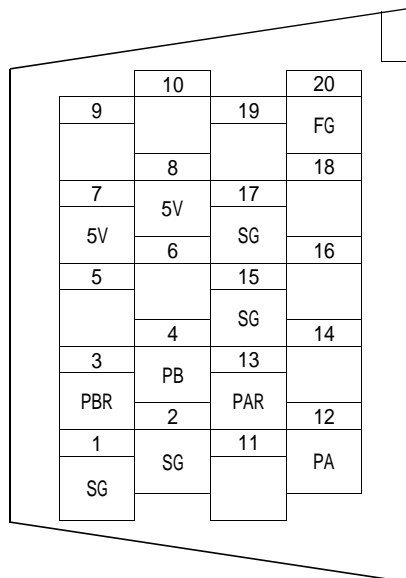 10 20
9 19
FG
8 18
7 17
5V
5V SG
6 16
5 15
SG
4 14
3 13
PB
PBR PAR
2 12
1 11
SG PA
SG